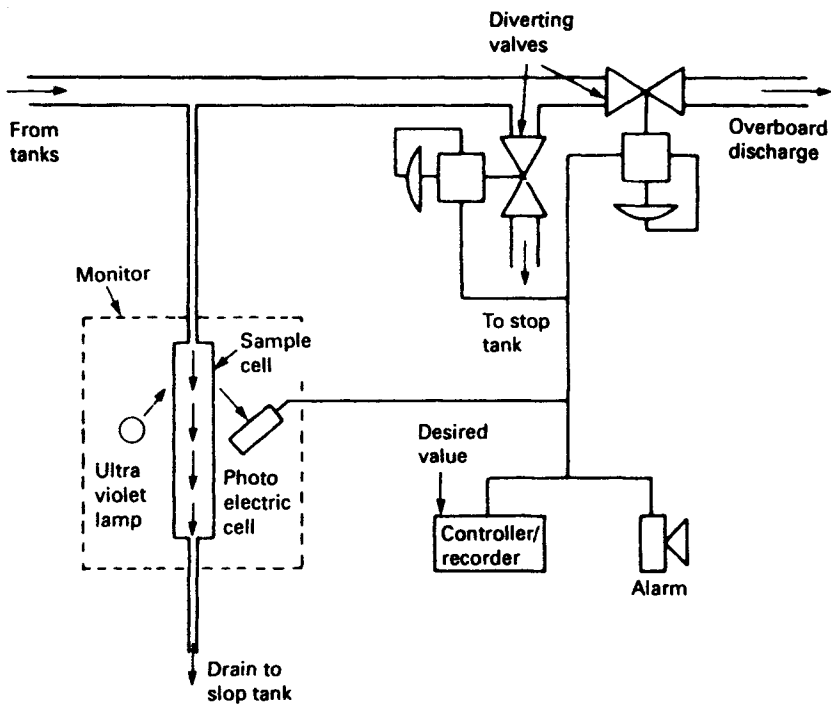 Diverting
valves
From
tanks
Overboard
discharge
Monitor
To stop
tank
Sample
cell
Desired
value
Ultra
violet
lamp
Photo
electric
cell
Controller/
recorder
Alarm
Drain to
slop tank